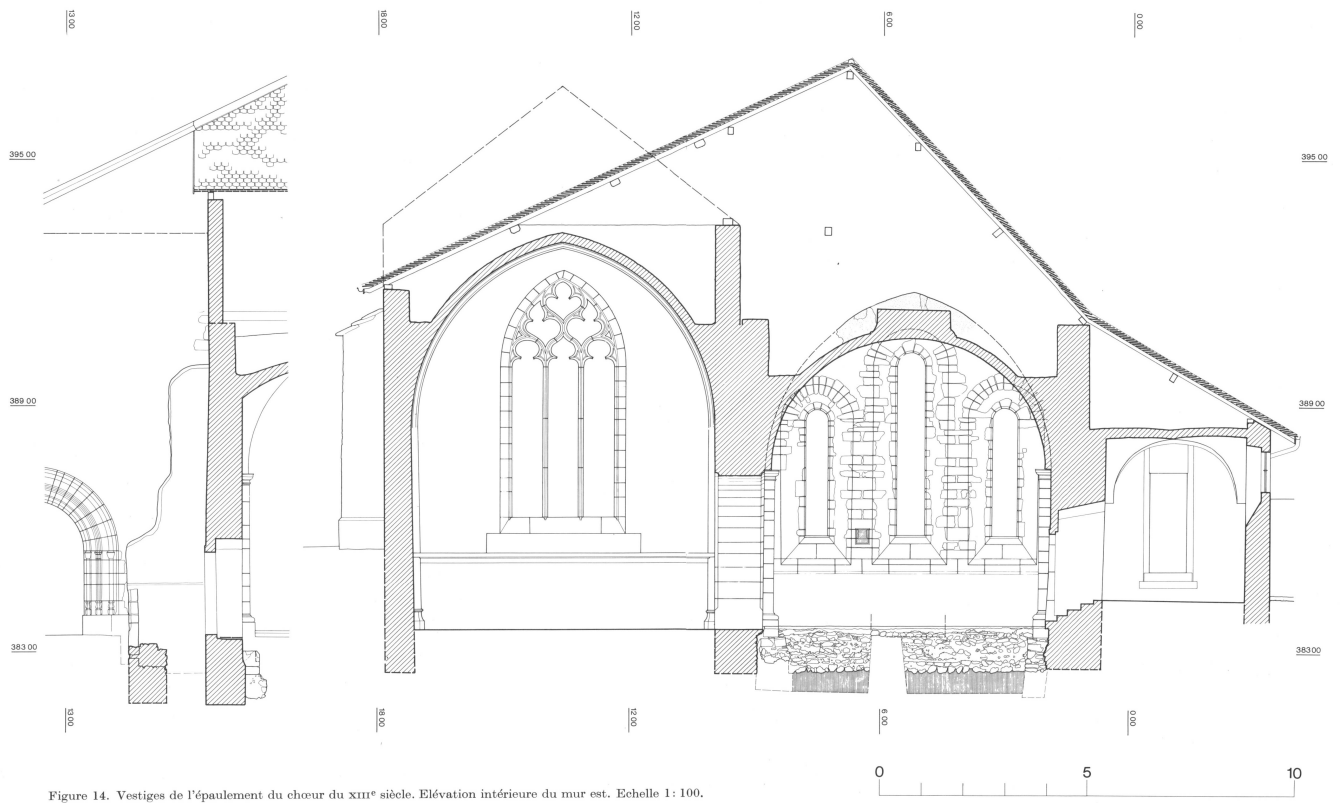 13.00 18.00 12.00 6.00 0.00
395 00 395 00
389 00 389 00
383 00 383 00
13.00 18.00 12.00 6.00 0.00
0 5 10
Figure 14. Vestiges de l'épaulement du chœur du XIIIe siècle. Elévation intérieure du mur est. Echelle 1:100.